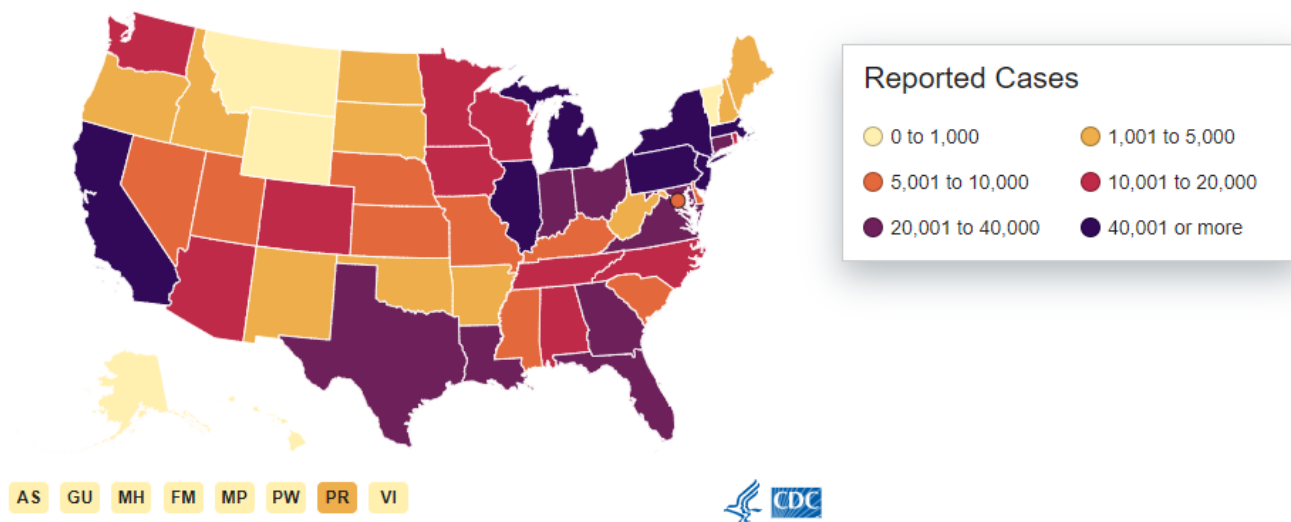 Reported Cases
0 to 1,000
1,001 to 5,000
5,001 to 10,000
10,001 to 20,000
20,001 to 40,000
40,001 or more
AS GU MH FM MP PW PR VI
CDC